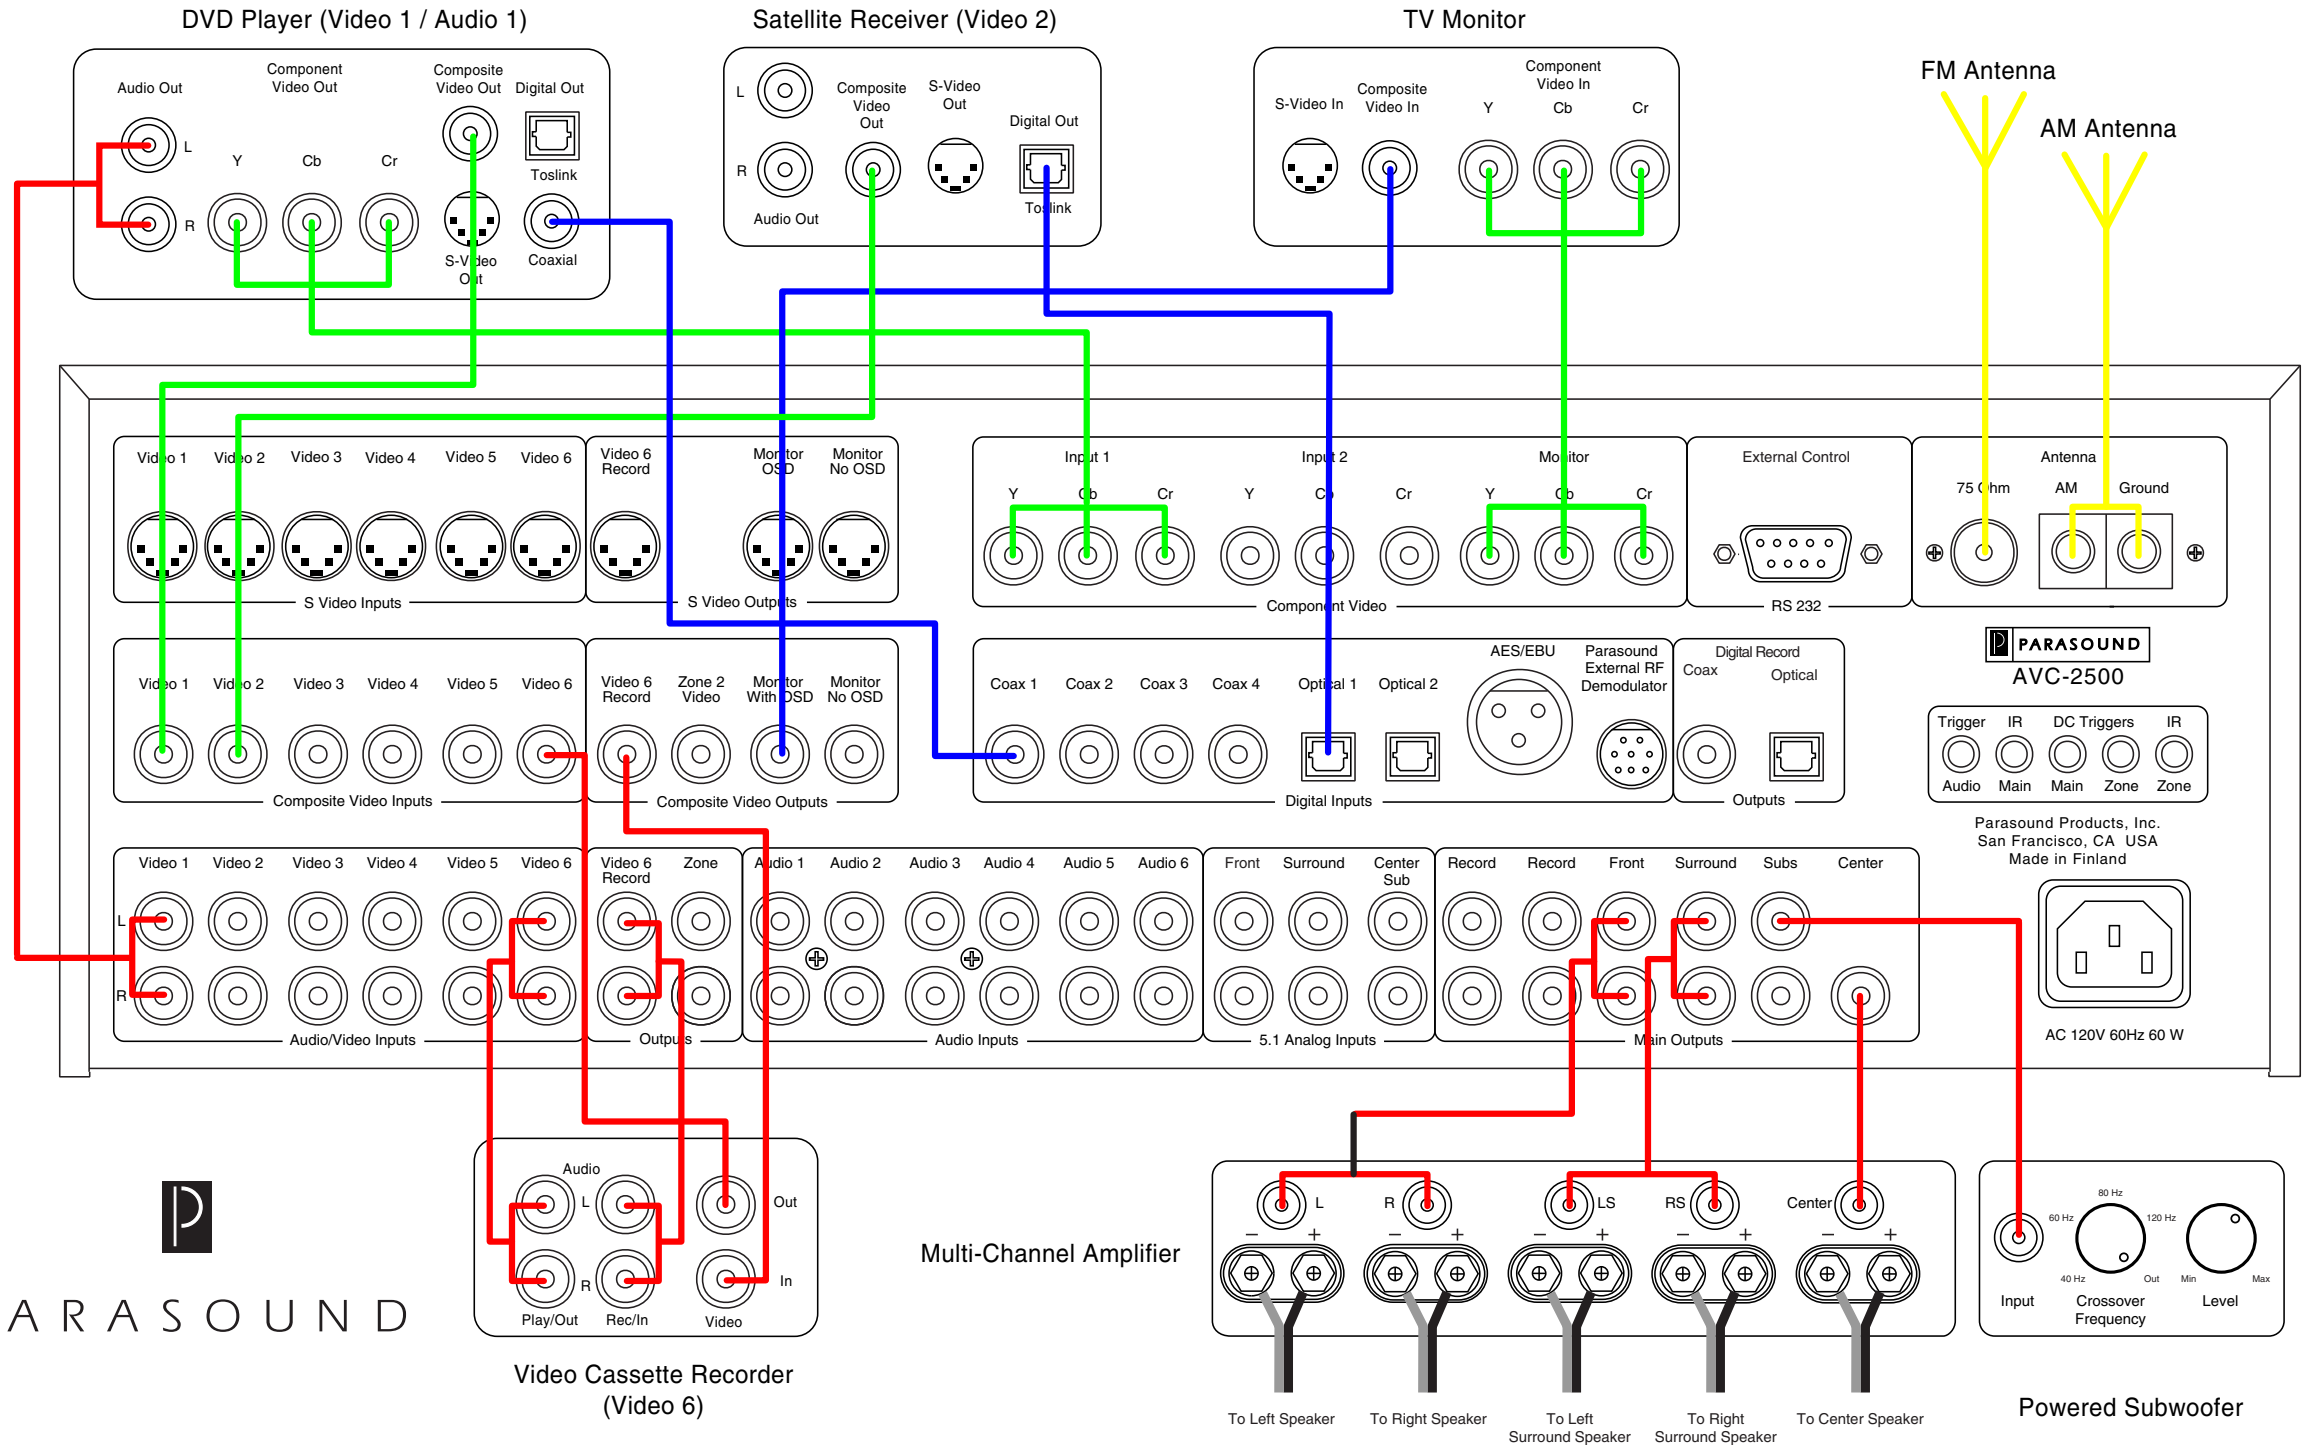 DVD Player (Video 1 / Audio 1)
Audio Out
Component
Video Out
Composite
Video Out
Digital Out
L
R
Y
Cb
Cr
Toslink
S-Video
Out
Coaxial
Satellite Receiver (Video 2)
L
R
Audio Out
Composite
Video
Out
S-Video
Out
Digital Out
Toslink
TV Monitor
S-Video In
Composite
Video In
Component
Video In
Y
Cb
Cr
FM Antenna
AM Antenna
Video 1
Video 2
Video 3
Video 4
Video 5
Video 6
S Video Inputs
Video 6
Record
Monitor
OSD
Monitor
No OSD
S Video Outputs
Input 1
Input 2
Monitor
Y
Cb
Cr
Y
Cb
Cr
Y
Cb
Cr
Component Video
External Control
RS 232
Antenna
75 Ohm
AM
Ground
PARASOUND
AVC-2500
Video 1
Video 2
Video 3
Video 4
Video 5
Video 6
Composite Video Inputs
Video 6
Record
Zone 2
Video
Monitor
With OSD
Monitor
No OSD
Composite Video Outputs
Coax 1
Coax 2
Coax 3
Coax 4
Optical 1
Optical 2
AES/EBU
Parasound
External RF
Demodulator
Digital Inputs
Digital Record
Coax
Optical
Outputs
Trigger
IR
DC Triggers
IR
Audio
Main
Main
Zone
Zone
Parasound Products, Inc.
San Francisco, CA USA
Made in Finland
Video 1
Video 2
Video 3
Video 4
Video 5
Video 6
L
R
Audio/Video Inputs
Video 6
Record
Zone
Outputs
Audio 1
Audio 2
Audio 3
Audio 4
Audio 5
Audio 6
Audio Inputs
Front
Surround
Center
Sub
5.1 Analog Inputs
Record
Record
Front
Surround
Subs
Center
Main Outputs
AC 120V 60Hz 60 W
ARASOUND
Audio
L
R
Out
In
Play/Out
Rec/In
Video
Video Cassette Recorder
(Video 6)
Multi-Channel Amplifier
L
R
LS
RS
Center
− +
− +
− +
− +
− +
To Left Speaker
To Right Speaker
To Left
Surround Speaker
To Right
Surround Speaker
To Center Speaker
Input
80 Hz
60 Hz
120 Hz
40 Hz
Out
Crossover
Frequency
Min
Max
Level
Powered Subwoofer